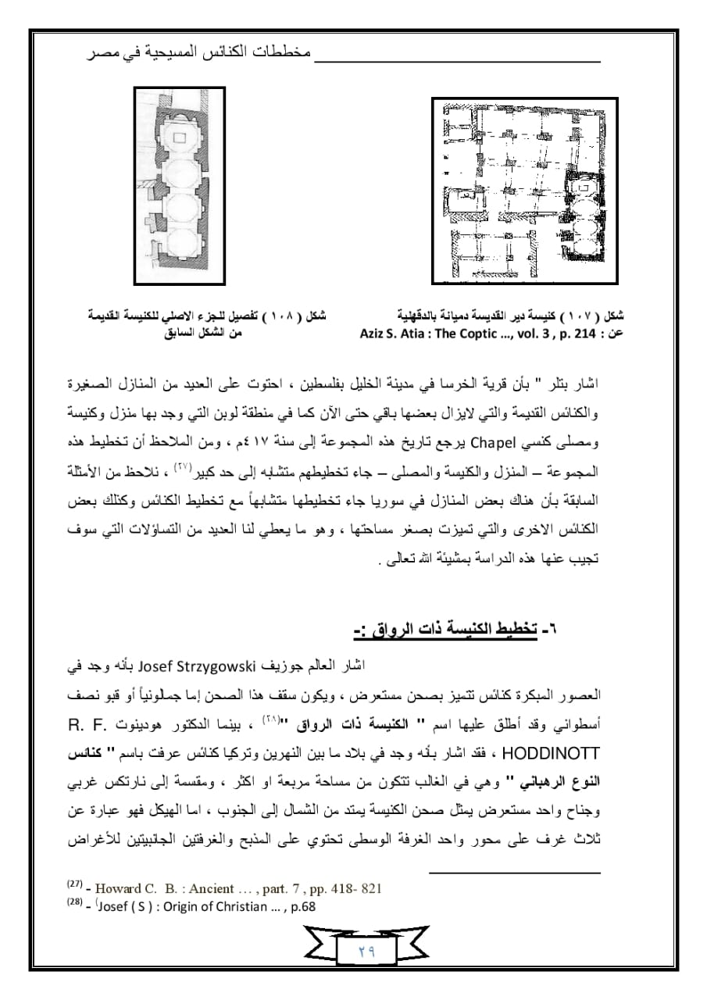 مخططات الكنائس المسيحية في مصر
شكل ( ١٠٧ ) كنيسة دير القديسة دميانة بالدقهلية
عن : Aziz S. Atia : The Coptic …, vol. 3 , p. 214
شكل ( ١٠٨ ) تفصيل للجزء الاصلي للكنيسة القديمة
من الشكل السابق
اشار بتلر " بأن قرية الخرسا في مدينة الخليل بفلسطين ، احتوت على العديد من المنازل الصغيرة
والكنائس القديمة والتي لايزال بعضها باقي حتى الآن كما في منطقة لوبن التي وجد بها منزل وكنيسة
ومصلى كنسي Chapel يرجع تاريخ هذه المجموعة إلى سنة ٤١٧م ، ومن الملاحظ أن تخطيط هذه
المجموعة – المنزل والكنيسة والمصلى – جاء تخطيطهم متشابه إلى حد كبير(٢٧) ، نلاحظ من الأمثلة
السابقة بأن هناك بعض المنازل في سوريا جاء تخطيطها متشابهاً مع تخطيط الكنائس وكذلك بعض
الكنائس الاخرى والتي تميزت بصغر مساحتها ، وهو ما يعطي لنا العديد من التساؤلات التي سوف
تجيب عنها هذه الدراسة بمشيئة الله تعالى .
٦- تخطيط الكنيسة ذات الرواق :-
اشار العالم جوزيف Josef Strzygowski بأنه وجد في
العصور المبكرة كنائس تتميز بصحن مستعرض ، ويكون سقف هذا الصحن إما جمالونياً أو قبو نصف
أسطواني وقد أطلق عليها اسم " الكنيسة ذات الرواق "(٢٨) ، بينما الدكتور هودينوت R. F.
HODDINOTT ، فقد اشار بأنه وجد في بلاد ما بين النهرين وتركيا كنائس عرفت باسم " كنائس
النوع الرهباني " وهي في الغالب تتكون من مساحة مربعة او اكثر ، ومقسمة إلى نارتكس غربي
وجناح واحد مستعرض يمثل صحن الكنيسة يمتد من الشمال إلى الجنوب ، اما الهيكل فهو عبارة عن
ثلاث غرف على محور واحد الغرفة الوسطى تحتوي على المذبح والغرفتين الجانبيتين للأغراض
(27) - Howard C. B. : Ancient … , part. 7 , pp. 418- 821
(28) - (Josef ( S ) : Origin of Christian … , p.68
٢٩